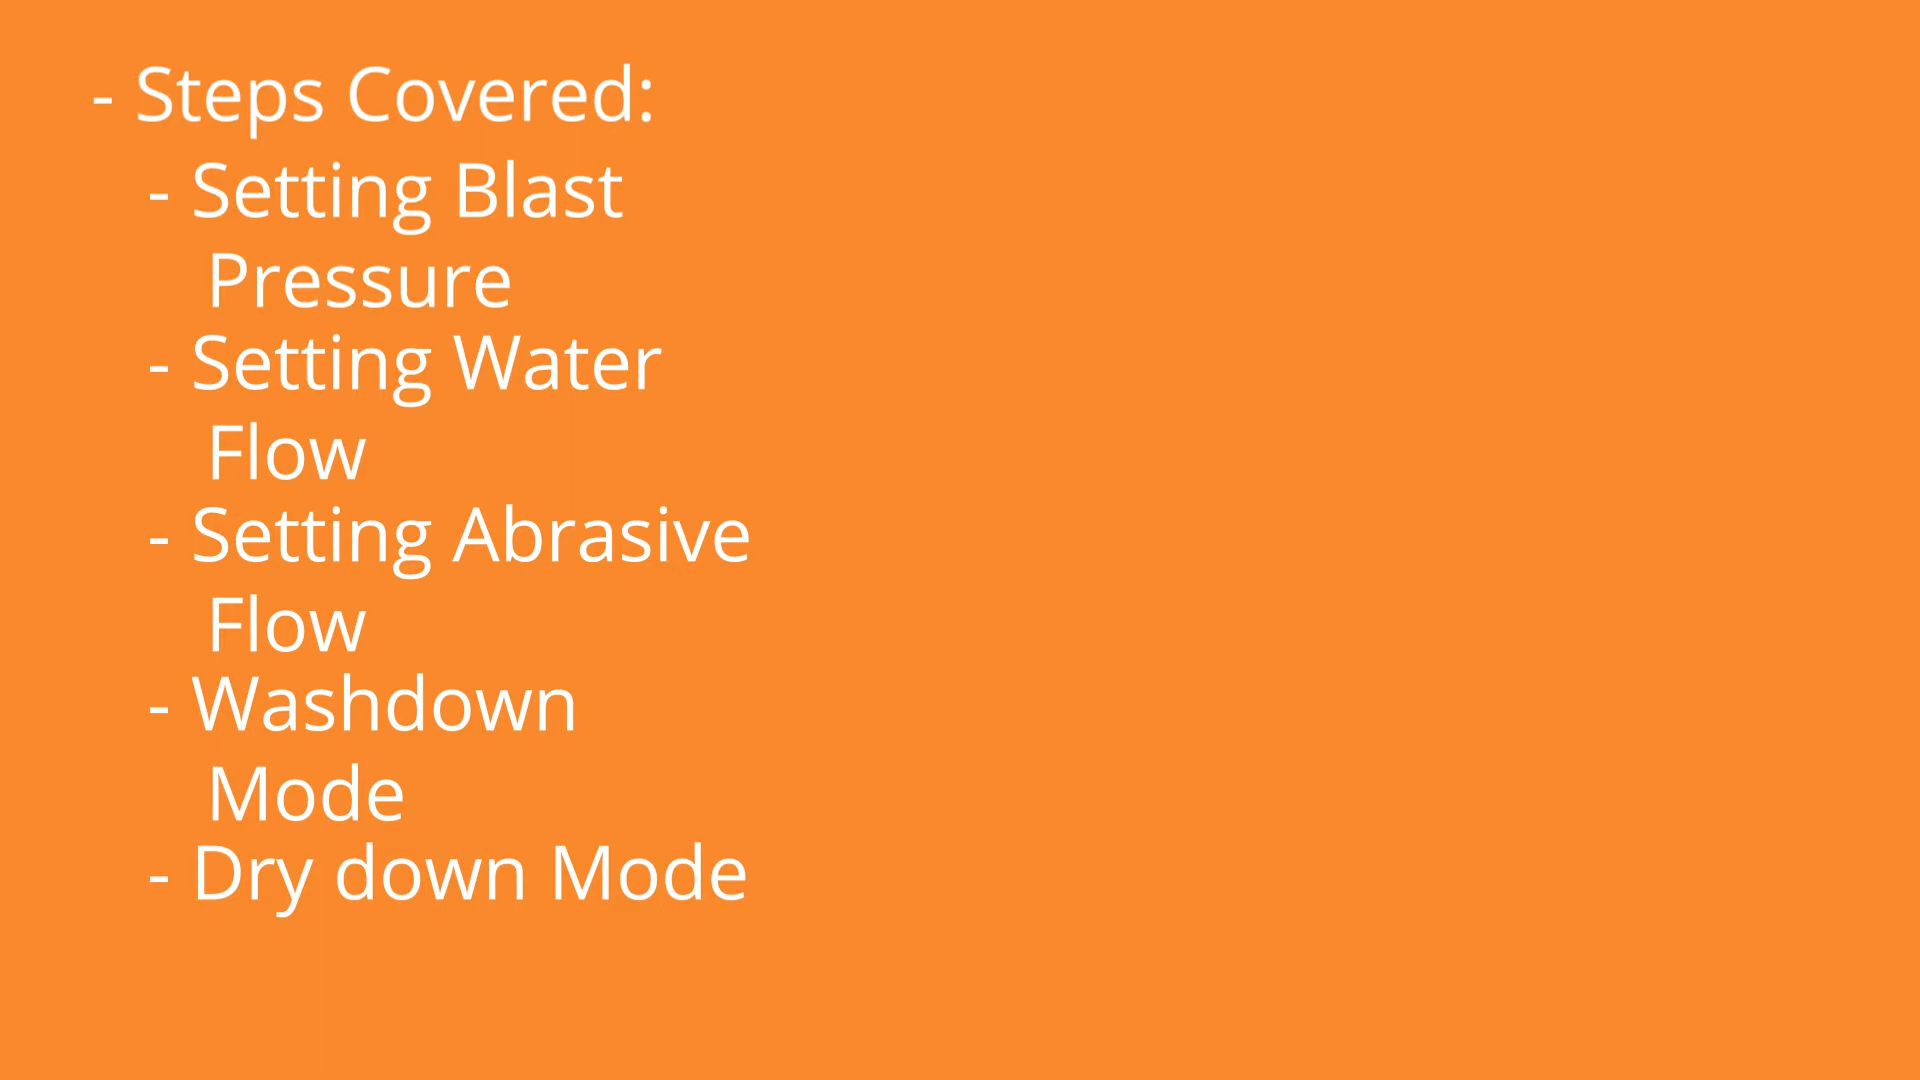 - Steps Covered:
- Setting Blast
Pressure
- Setting Water
Flow
- Setting Abrasive
Flow
- Washdown
Mode
- Dry down Mode